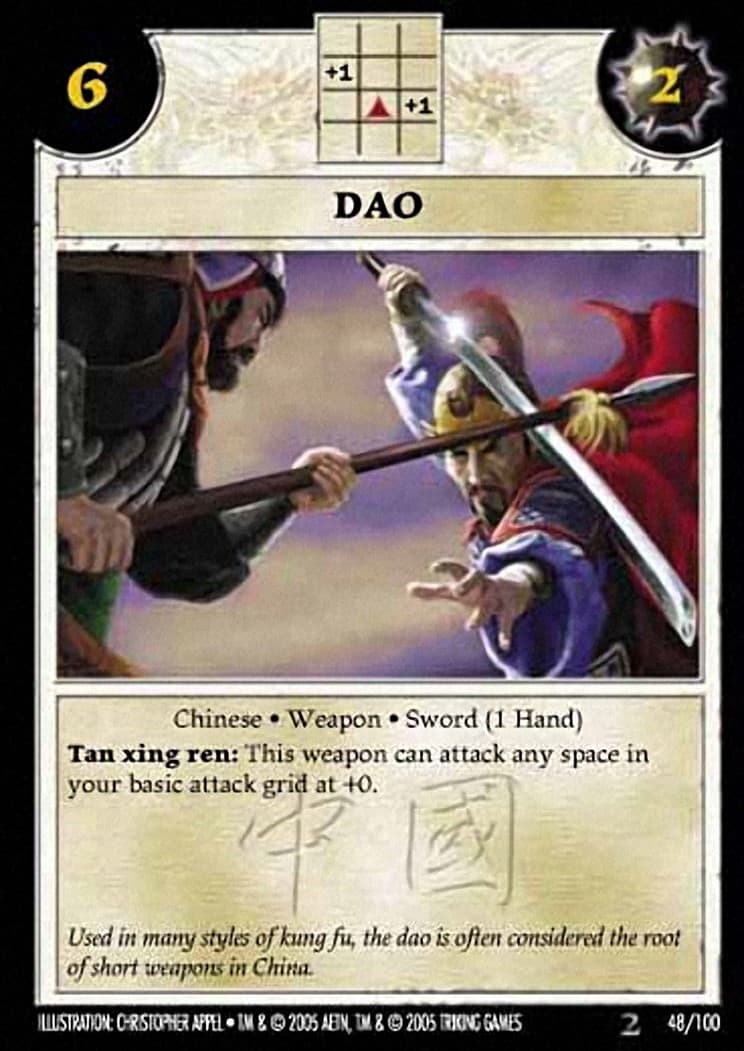 6
+1
+1
2
DAO
Chinese • Weapon • Sword (1 Hand)
Tan xing ren: This weapon can attack any space in
your basic attack grid at +0.
中國
Used in many styles of kung fu, the dao is often considered the root
of short weapons in China.
ILLUSTRATION: CHRISTOPHER APPEL • TM & © 2005 AETN, TM & © 2005 TRIKING GAMES 2 48/100